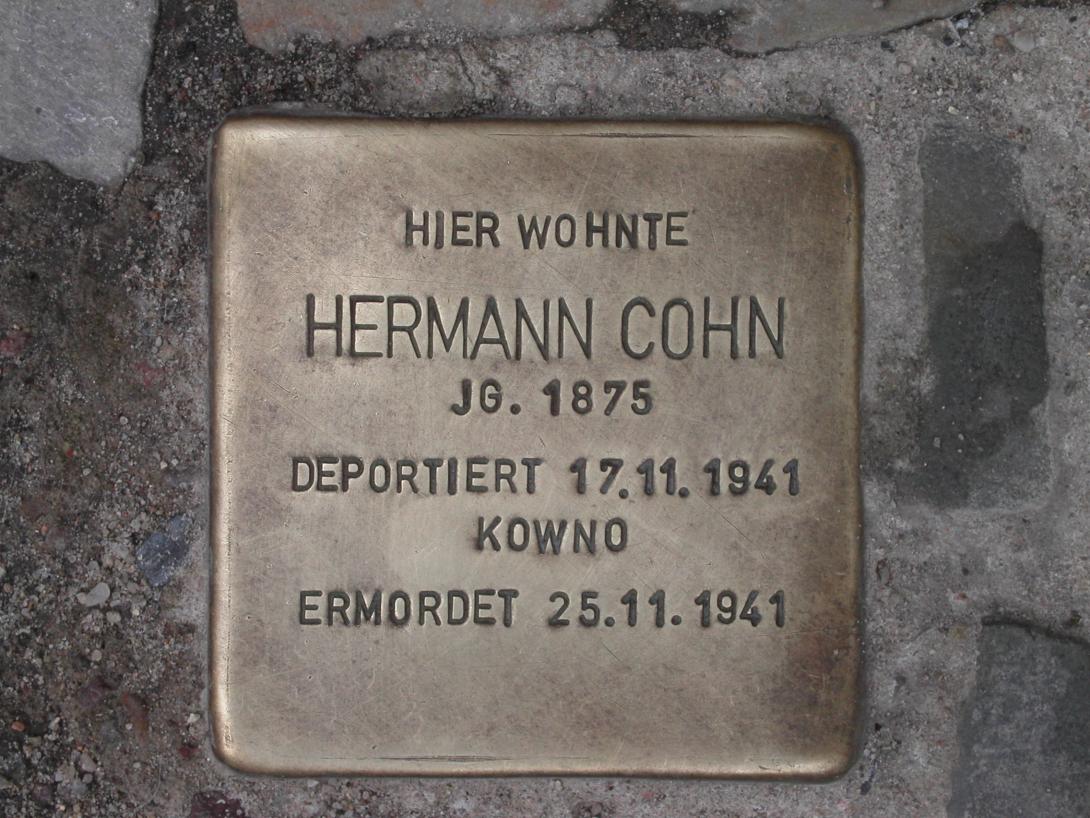 HIER WOHNTE
HERMANN COHN
JG. 1875
DEPORTIERT 17.11.1941
KOWNO
ERMORDET 25.11.1941